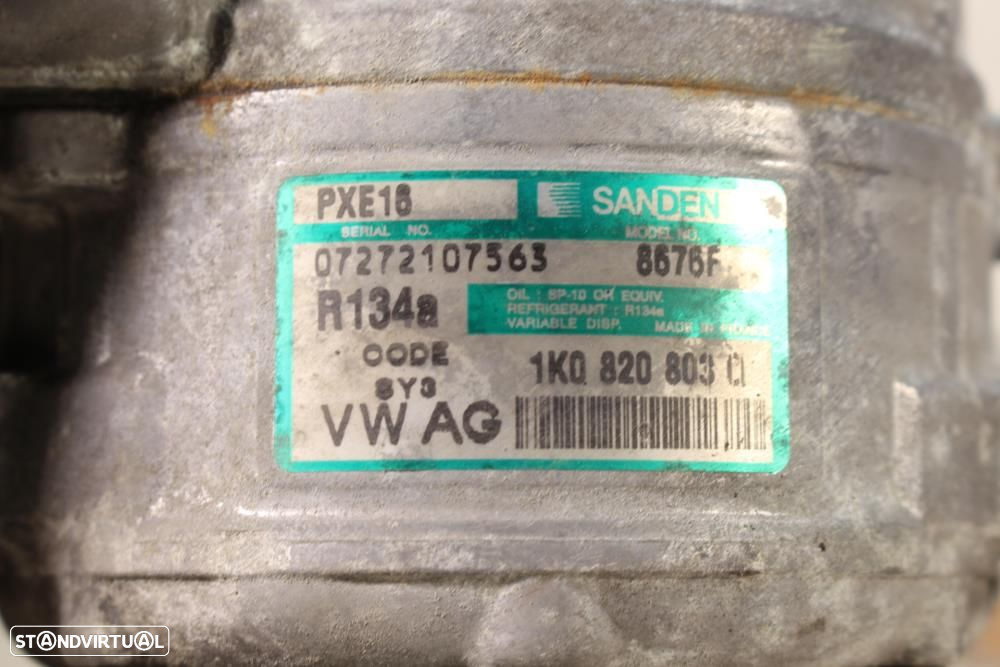 PXE16 SANDEN
SERIAL NO. MODEL NO.
07272107563 8676F
R134a
OIL : SP-10 OR EQUIV.
REFRIGERANT : R134a
VARIABLE DISP. MADE IN FRANCE
CODE
SY3
1K0 820 803
VW AG
STANDVIRTUAL